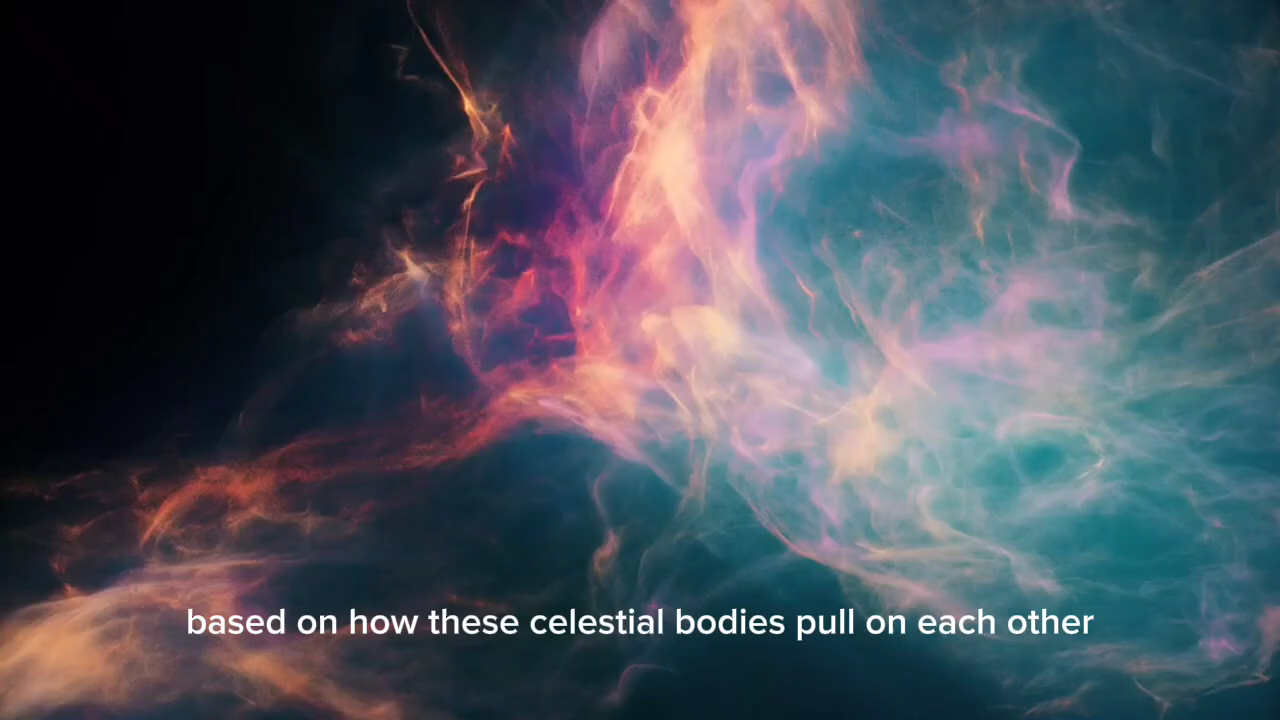 based on how these celestial bodies pull on each other